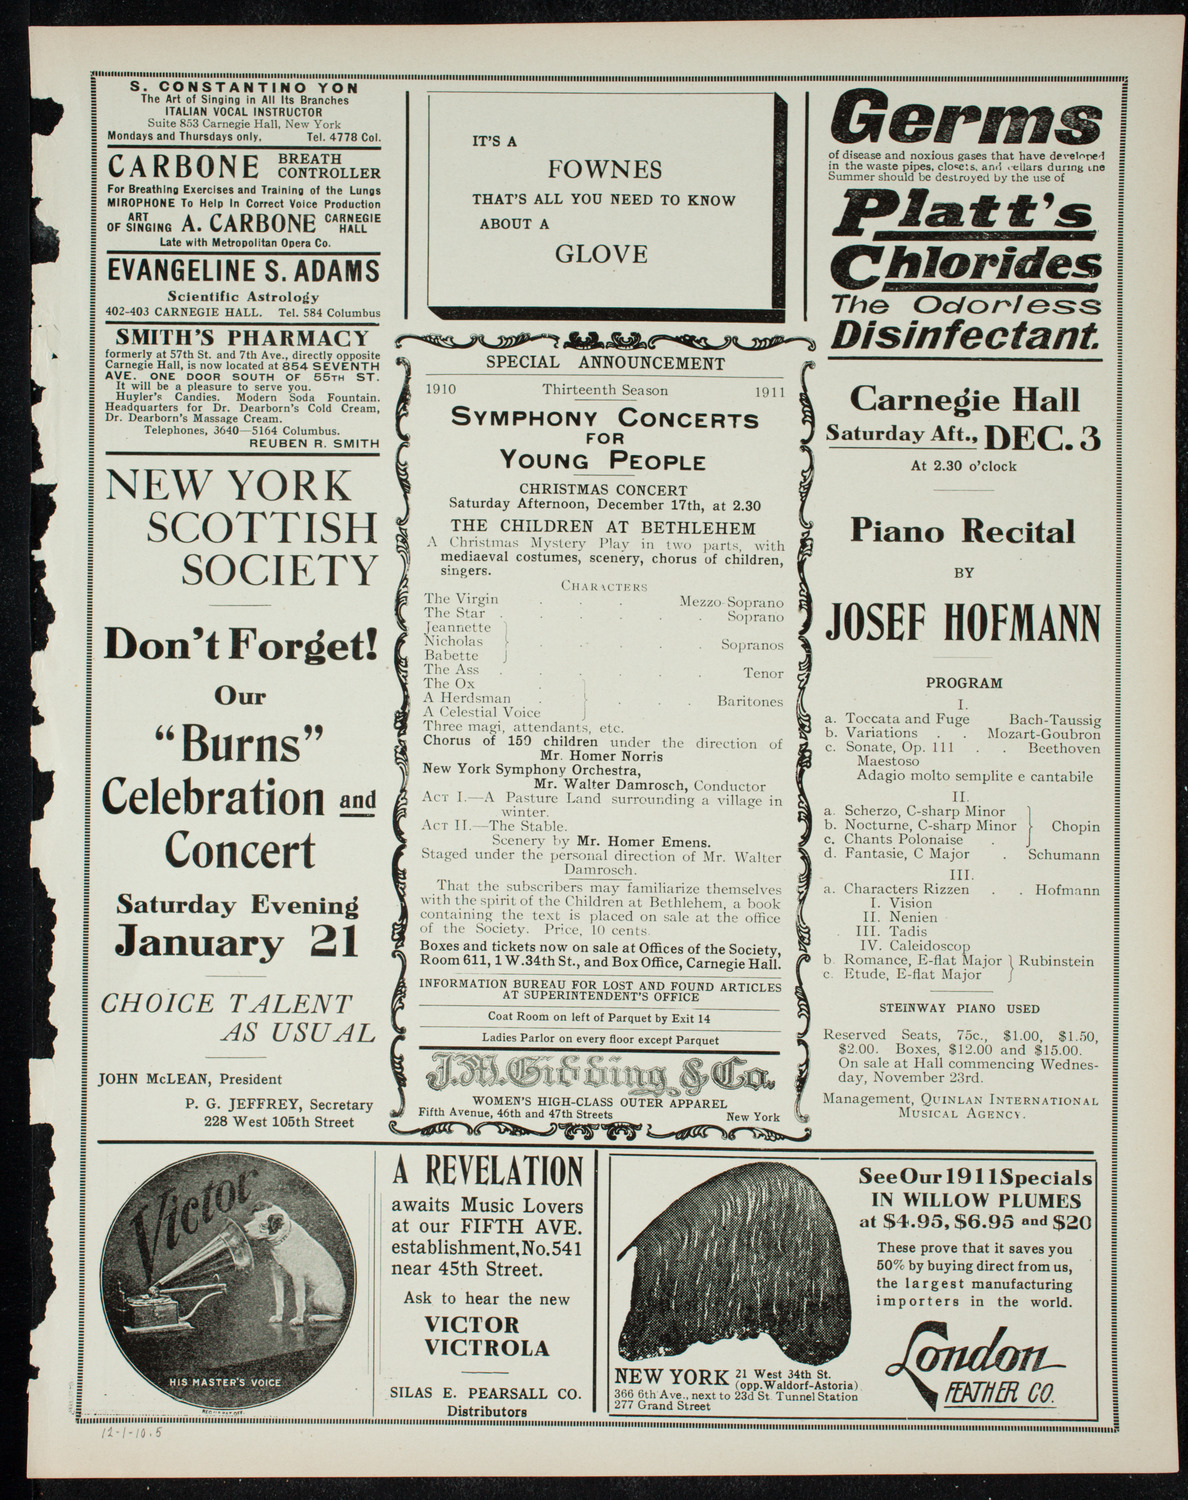 S. CONSTANTINO YON
The Art of Singing in All Its Branches
ITALIAN VOCAL INSTRUCTOR
Suite 853 Carnegie Hall, New York
Mondays and Thursdays only. Tel. 4778 Col.
CARBONE BREATH CONTROLLER
For Breathing Exercises and Training of the Lungs
MIROPHONE To Help In Correct Voice Production
ART OF SINGING A. CARBONE CARNEGIE HALL
Late with Metropolitan Opera Co.
EVANGELINE S. ADAMS
Scientific Astrology
402-403 CARNEGIE HALL. Tel. 584 Columbus
SMITH'S PHARMACY
formerly at 57th St. and 7th Ave., directly opposite
Carnegie Hall, is now located at 854 SEVENTH
AVE. ONE DOOR SOUTH OF 55TH ST.
It will be a pleasure to serve you.
Huyler's Candies. Modern Soda Fountain.
Headquarters for Dr. Dearborn's Cold Cream,
Dr. Dearborn's Massage Cream.
Telephones, 3640—5164 Columbus.
REUBEN R. SMITH
NEW YORK
SCOTTISH
SOCIETY
Don't Forget!
Our
"Burns"
Celebration and
Concert
Saturday Evening
January 21
CHOICE TALENT
AS USUAL
JOHN McLEAN, President
P. G. JEFFREY, Secretary
228 West 105th Street
IT'S A
FOWNES
THAT'S ALL YOU NEED TO KNOW
ABOUT A
GLOVE
SPECIAL ANNOUNCEMENT
1910 Thirteenth Season 1911
SYMPHONY CONCERTS
FOR
YOUNG PEOPLE
CHRISTMAS CONCERT
Saturday Afternoon, December 17th, at 2.30
THE CHILDREN AT BETHLEHEM
A Christmas Mystery Play in two parts, with
mediaeval costumes, scenery, chorus of children,
singers.
CHARACTERS
The Virgin . . . Mezzo-Soprano
The Star . . . . . Soprano
Jeannette
Nicholas . . . . Sopranos
Babette
The Ass . . . . . Tenor
The Ox
A Herdsman . . . Baritones
A Celestial Voice
Three magi, attendants, etc.
Chorus of 150 children under the direction of
Mr. Homer Norris
New York Symphony Orchestra,
Mr. Walter Damrosch, Conductor
ACT I.—A Pasture Land surrounding a village in
winter.
ACT II.—The Stable.
Scenery by Mr. Homer Emens.
Staged under the personal direction of Mr. Walter
Damrosch.
That the subscribers may familiarize themselves
with the spirit of the Children at Bethlehem, a book
containing the text is placed on sale at the office
of the Society. Price, 10 cents.
Boxes and tickets now on sale at Offices of the Society,
Room 611, 1 W. 34th St., and Box Office, Carnegie Hall.
INFORMATION BUREAU FOR LOST AND FOUND ARTICLES
AT SUPERINTENDENT'S OFFICE
Coat Room on left of Parquet by Exit 14
Ladies Parlor on every floor except Parquet
J.M. Gidding & Co.
WOMEN'S HIGH-CLASS OUTER APPAREL
Fifth Avenue, 46th and 47th Streets New York
Germs
of disease and noxious gases that have developed
in the waste pipes, closets, and cellars during the
Summer should be destroyed by the use of
Platt's
Chlorides
The Odorless
Disinfectant.
Carnegie Hall
Saturday Aft., DEC. 3
At 2.30 o'clock
Piano Recital
BY
JOSEF HOFMANN
PROGRAM
I.
a. Toccata and Fuge Bach-Taussig
b. Variations . . Mozart-Goubron
c. Sonate, Op. 111 . . Beethoven
Maestoso
Adagio molto semplite e cantabile
II.
a. Scherzo, C-sharp Minor
b. Nocturne, C-sharp Minor Chopin
c. Chants Polonaise .
d. Fantasie, C Major . Schumann
III.
a. Characters Rizzen . . Hofmann
I. Vision
II. Nenien
III. Tadis
IV. Caleidoscop
b. Romance, E-flat Major Rubinstein
c. Etude, E-flat Major
STEINWAY PIANO USED
Reserved Seats, 75c., $1.00, $1.50,
$2.00. Boxes, $12.00 and $15.00.
On sale at Hall commencing Wednes-
day, November 23rd.
Management, QUINLAN INTERNATIONAL
MUSICAL AGENCY.
Victor
HIS MASTER'S VOICE
A REVELATION
awaits Music Lovers
at our FIFTH AVE.
establishment, No. 541
near 45th Street.
Ask to hear the new
VICTOR
VICTROLA
SILAS E. PEARSALL CO.
Distributors
See Our 1911 Specials
IN WILLOW PLUMES
at $4.95, $6.95 and $20
These prove that it saves you
50% by buying direct from us,
the largest manufacturing
importers in the world.
London
FEATHER CO.
NEW YORK 21 West 34th St.
(opp. Waldorf-Astoria)
366 6th Ave., next to 23d St. Tunnel Station
277 Grand Street
12-1-10.5